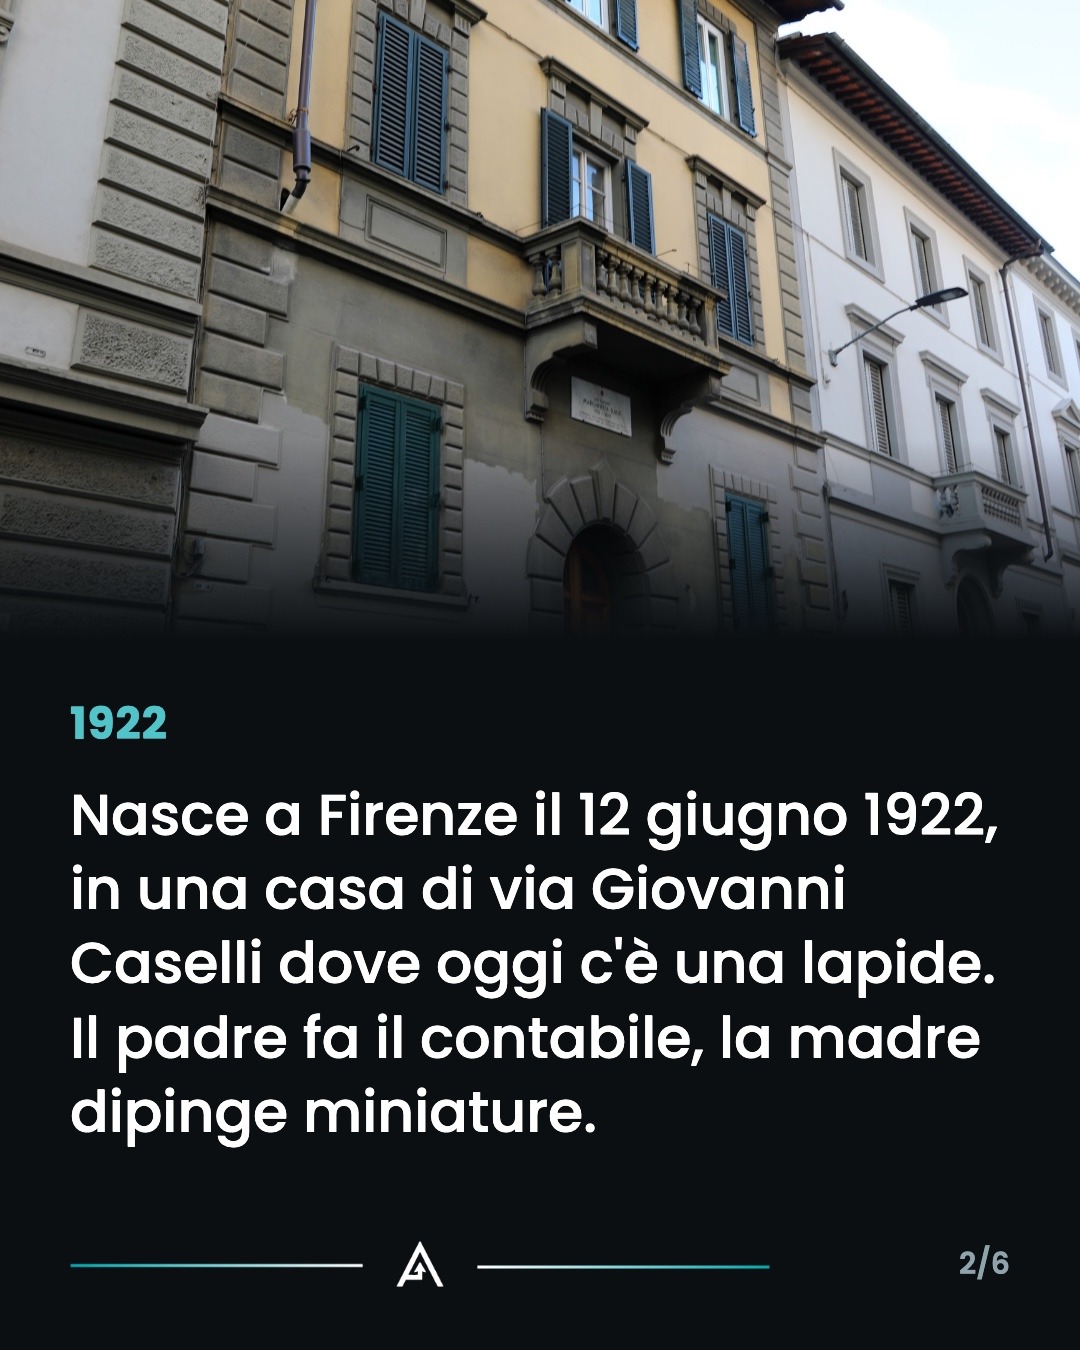 1922
Nasce a Firenze il 12 giugno 1922,
in una casa di via Giovanni
Caselli dove oggi c'è una lapide.
Il padre fa il contabile, la madre
dipinge miniature.
2/6